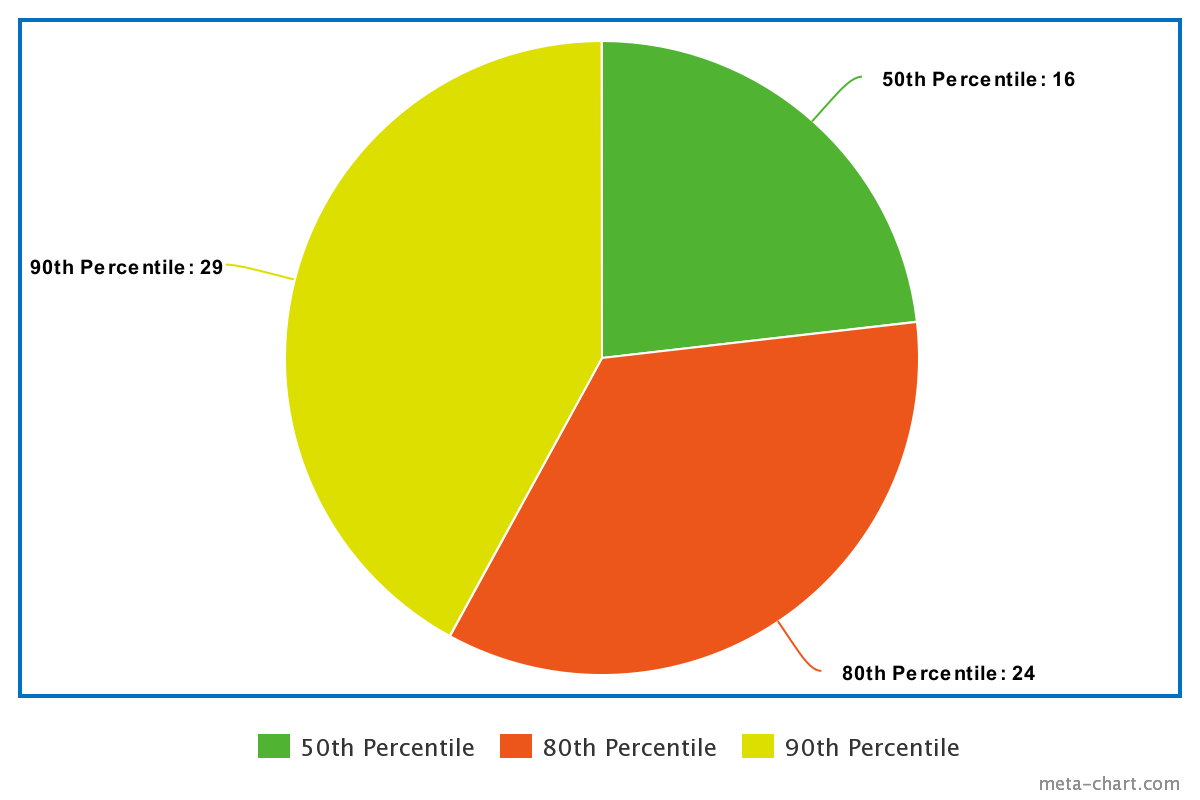 50th Percentile: 16
90th Percentile: 29
80th Percentile: 24
50th Percentile 80th Percentile 90th Percentile
meta-chart.com